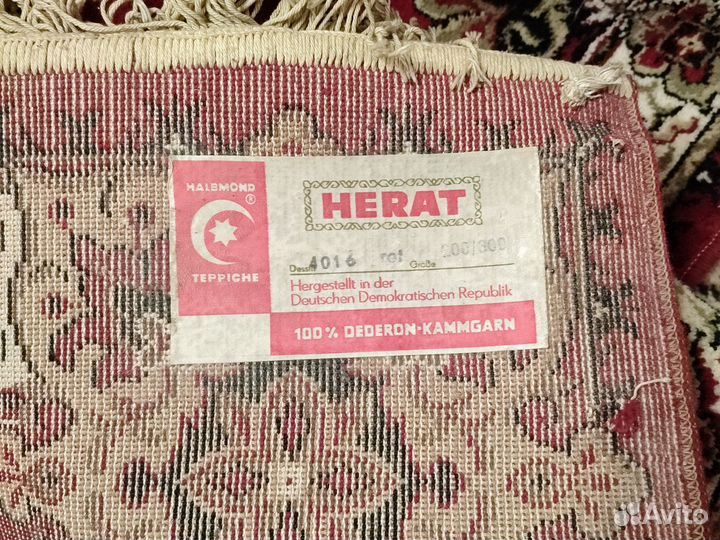 HALBMOND
®
TEPPICHE
HERAT
Dessin 4016 rot Größe 200/300
Hergestellt in der
Deutschen Demokratischen Republik
100% DEDERON-KAMMGARN
Avito